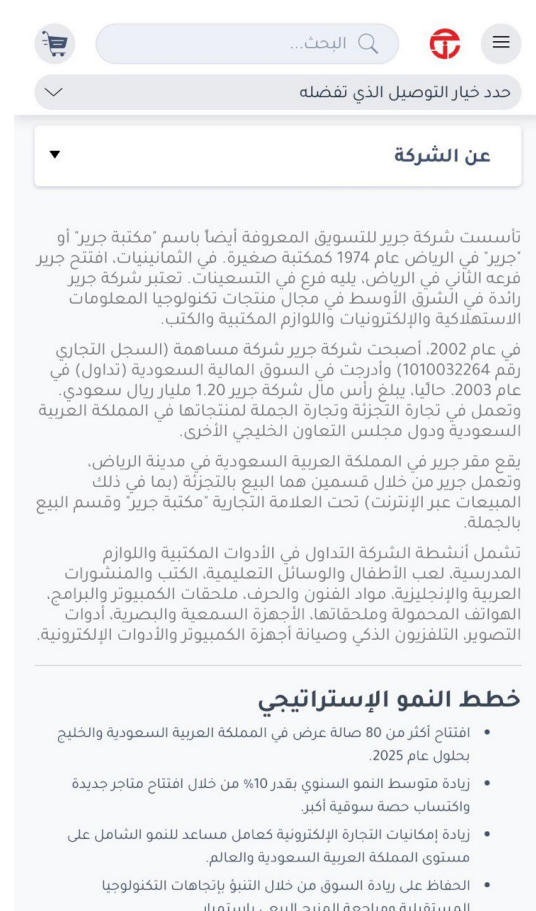 البحث...
حدد خيار التوصيل الذي تفضله
عن الشركة
تأسست شركة جرير للتسويق المعروفة أيضاً باسم "مكتبة جرير" أو
"جرير" في الرياض عام 1974 كمكتبة صغيرة. في الثمانينيات، افتتح جرير
فرعه الثاني في الرياض، يليه فرع في التسعينات. تعتبر شركة جرير
رائدة في الشرق الأوسط في مجال منتجات تكنولوجيا المعلومات
الاستهلاكية والإلكترونيات واللوازم المكتبية والكتب.
في عام 2002، أصبحت شركة جرير شركة مساهمة (السجل التجاري
رقم 1010032264) وأدرجت في السوق المالية السعودية (تداول) في
عام 2003. حاليًا، يبلغ رأس مال شركة جرير 1.20 مليار ريال سعودي.
وتعمل في تجارة التجزئة وتجارة الجملة لمنتجاتها في المملكة العربية
السعودية ودول مجلس التعاون الخليجي الأخرى.
يقع مقر جرير في المملكة العربية السعودية في مدينة الرياض،
وتعمل جرير من خلال قسمين هما البيع بالتجزئة (بما في ذلك
المبيعات عبر الإنترنت) تحت العلامة التجارية "مكتبة جرير" وقسم البيع
بالجملة.
تشمل أنشطة الشركة التداول في الأدوات المكتبية واللوازم
المدرسية، لعب الأطفال والوسائل التعليمية، الكتب والمنشورات
العربية والإنجليزية، مواد الفنون والحرف، ملحقات الكمبيوتر والبرامج،
الهواتف المحمولة وملحقاتها، الأجهزة السمعية والبصرية، أدوات
التصوير، التلفزيون الذكي وصيانة أجهزة الكمبيوتر والأدوات الإلكترونية.
خطط النمو الإستراتيجي
• افتتاح أكثر من 80 صالة عرض في المملكة العربية السعودية والخليج
بحلول عام 2025.
• زيادة متوسط النمو السنوي بقدر 10% من خلال افتتاح متاجر جديدة
واكتساب حصة سوقية أكبر.
• زيادة إمكانيات التجارة الإلكترونية كعامل مساعد للنمو الشامل على
مستوى المملكة العربية السعودية والعالم.
• الحفاظ على ريادة السوق من خلال التنبؤ بإتجاهات التكنولوجيا
المستقبلية ومراجعة المزيج البيعي باستمرار